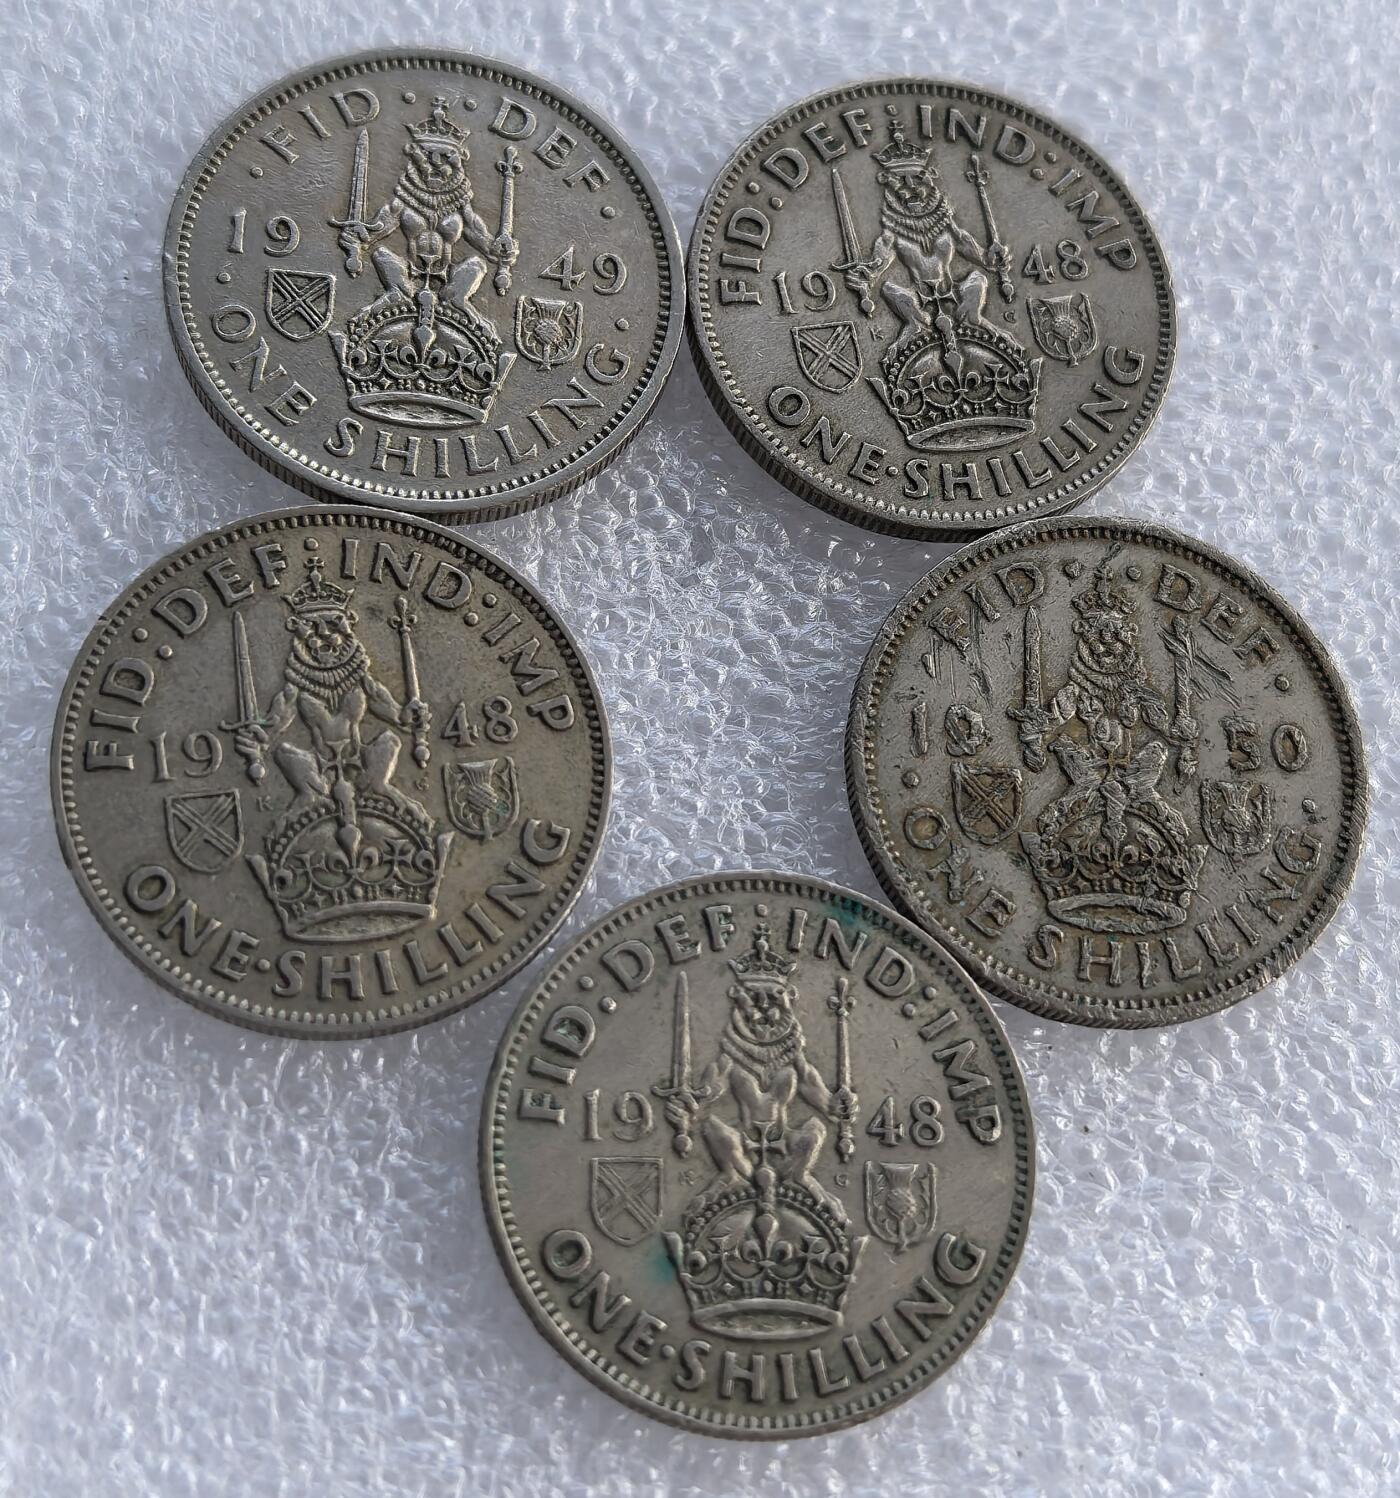 · FID · · DEF ·
19 49
· ONE SHILLING ·
FID : DEF : IND : IMP
19 48
K G
ONE · SHILLING
FID : DEF : IND : IMP
19 48
K G
ONE · SHILLING
· FID · · DEF ·
19 50
· ONE SHILLING ·
FID : DEF : IND : IMP
19 48
K G
ONE · SHILLING